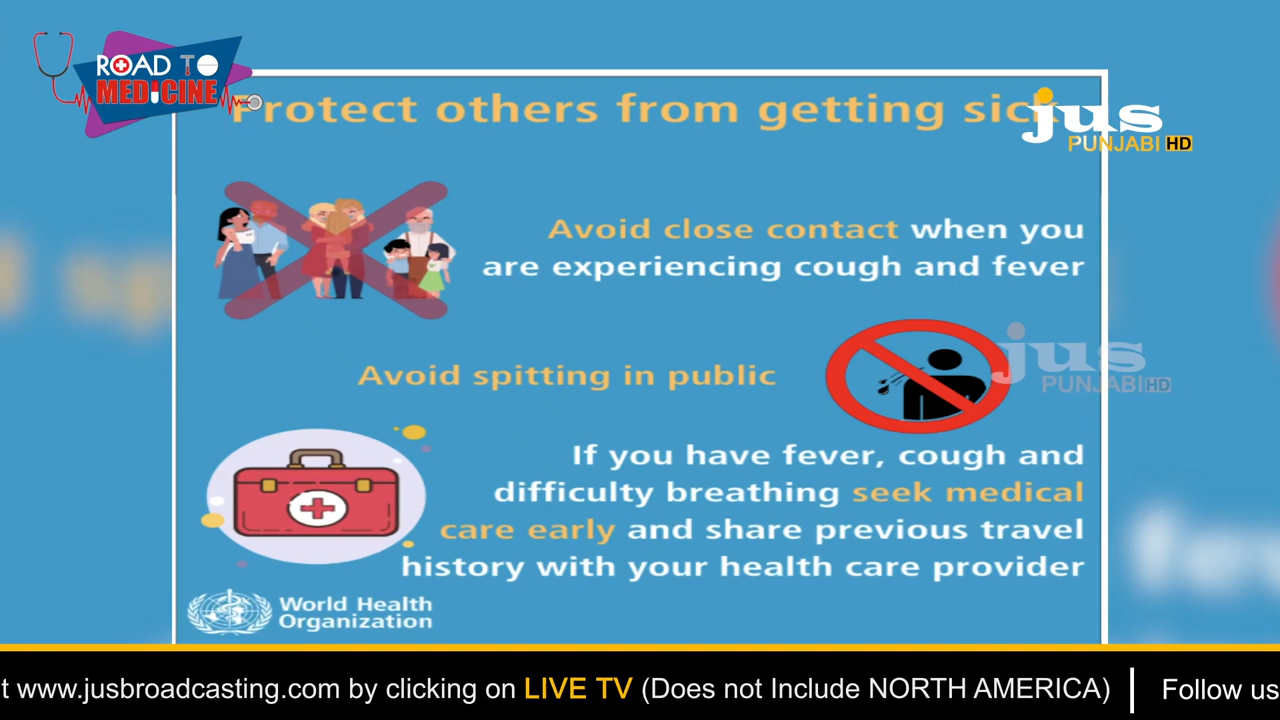 ROAD TO
MEDICINE
Protect others from getting sick
jus
PUNJABI HD
Avoid close contact when you
are experiencing cough and fever
jus
PUNJABI HD
Avoid spitting in public
If you have fever, cough and
difficulty breathing seek medical
care early and share previous travel
history with your health care provider
World Health
Organization
t www.jusbroadcasting.com by clicking on LIVE TV (Does not Include NORTH AMERICA) | Follow us